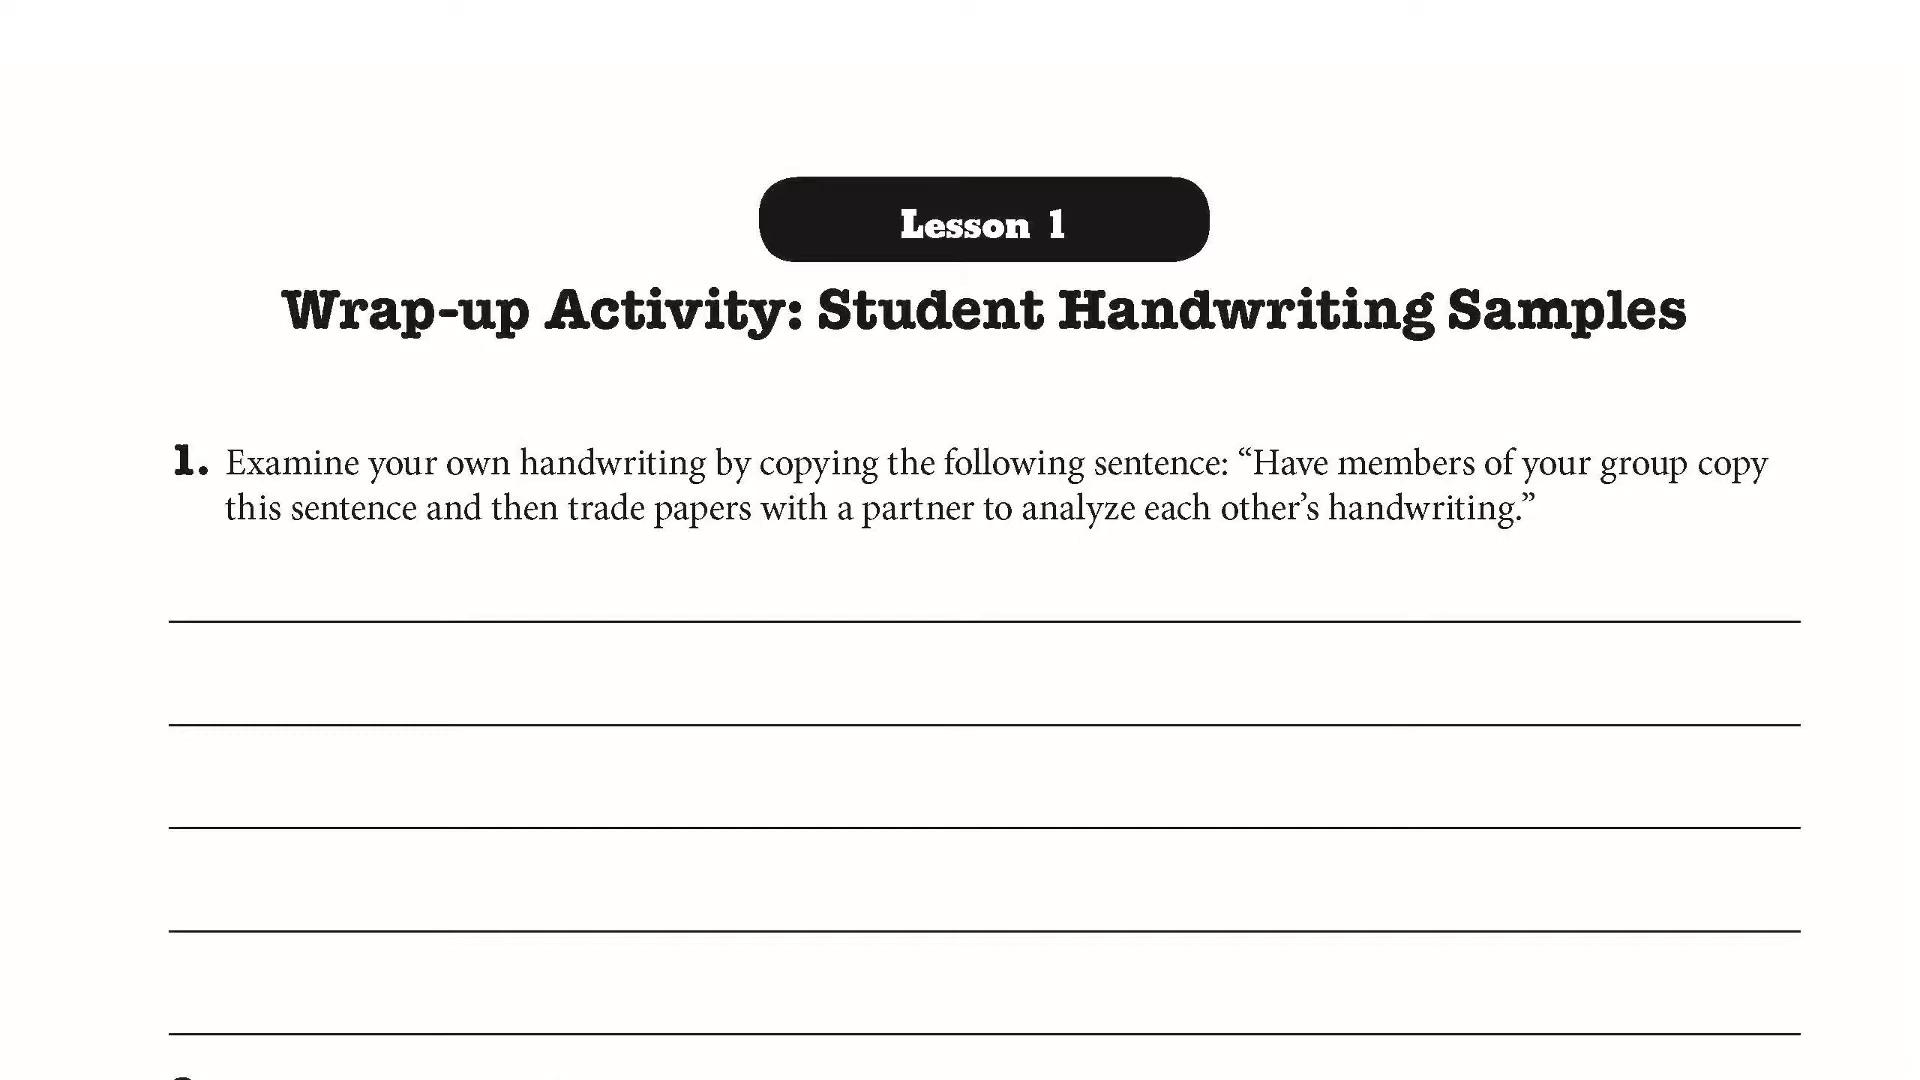 Lesson 1
Wrap-up Activity: Student Handwriting Samples
1. Examine your own handwriting by copying the following sentence: “Have members of your group copy
this sentence and then trade papers with a partner to analyze each other’s handwriting.”